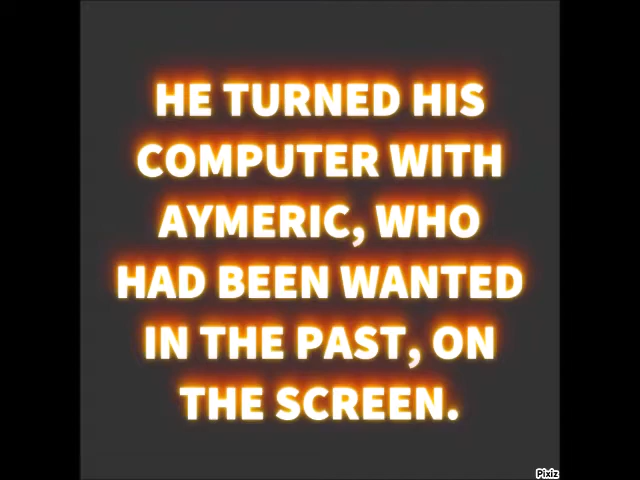 HE TURNED HIS
COMPUTER WITH
AYMERIC, WHO
HAD BEEN WANTED
IN THE PAST, ON
THE SCREEN.
Pixiz